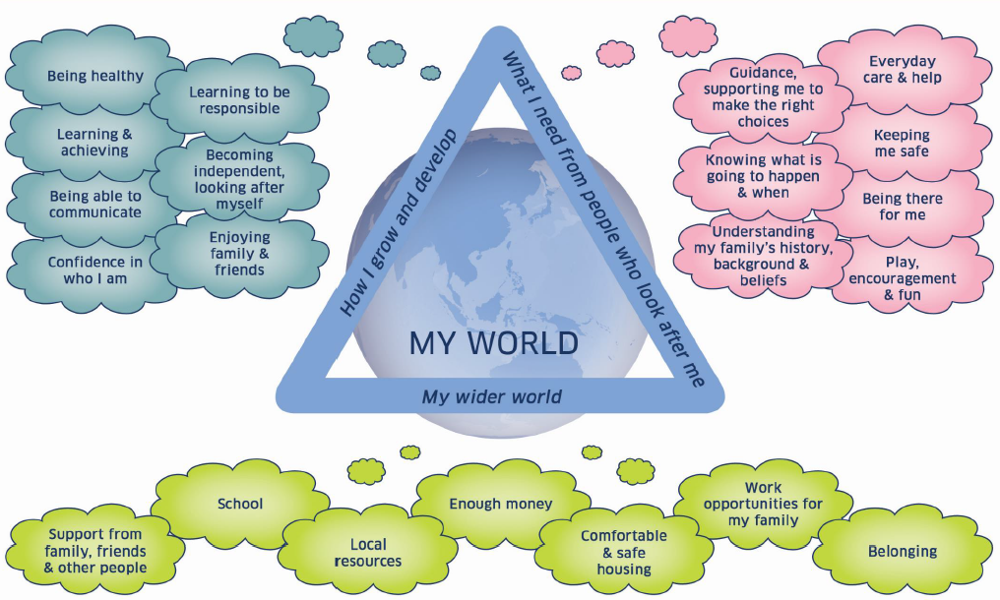 Being healthy
Learning to be
responsible
Learning &
achieving
Becoming
independent,
looking after
myself
Being able to
communicate
Enjoying
family &
friends
Confidence in
who I am
How I grow and develop
What I need from people who look after me
MY WORLD
My wider world
Everyday
care & help
Guidance,
supporting me to
make the right
choices
Keeping
me safe
Knowing what is
going to happen
& when
Being there
for me
Understanding
my family's history,
background &
beliefs
Play,
encouragement
& fun
Support from
family, friends
& other people
School
Local
resources
Enough money
Comfortable
& safe
housing
Work
opportunities for
my family
Belonging